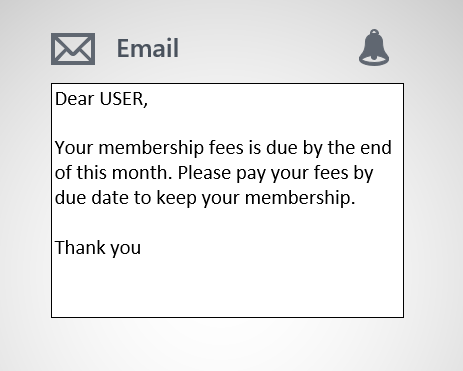 Email
Dear USER,
Your membership fees is due by the end
of this month. Please pay your fees by
due date to keep your membership.
Thank you